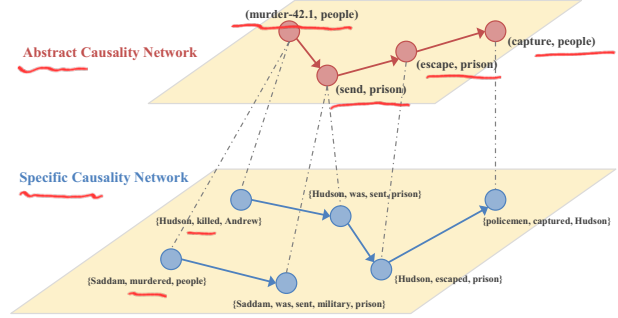 (murder-42.1, people)
Abstract Causality Network
(capture, people)
(escape, prison)
(send, prison)
Specific Causality Network
{Hudson, was, sent, prison}
{Hudson, killed, Andrew}
{policemen, captured, Hudson}
{Saddam, murdered, people}
{Hudson, escaped, prison}
{Saddam, was, sent, military, prison}